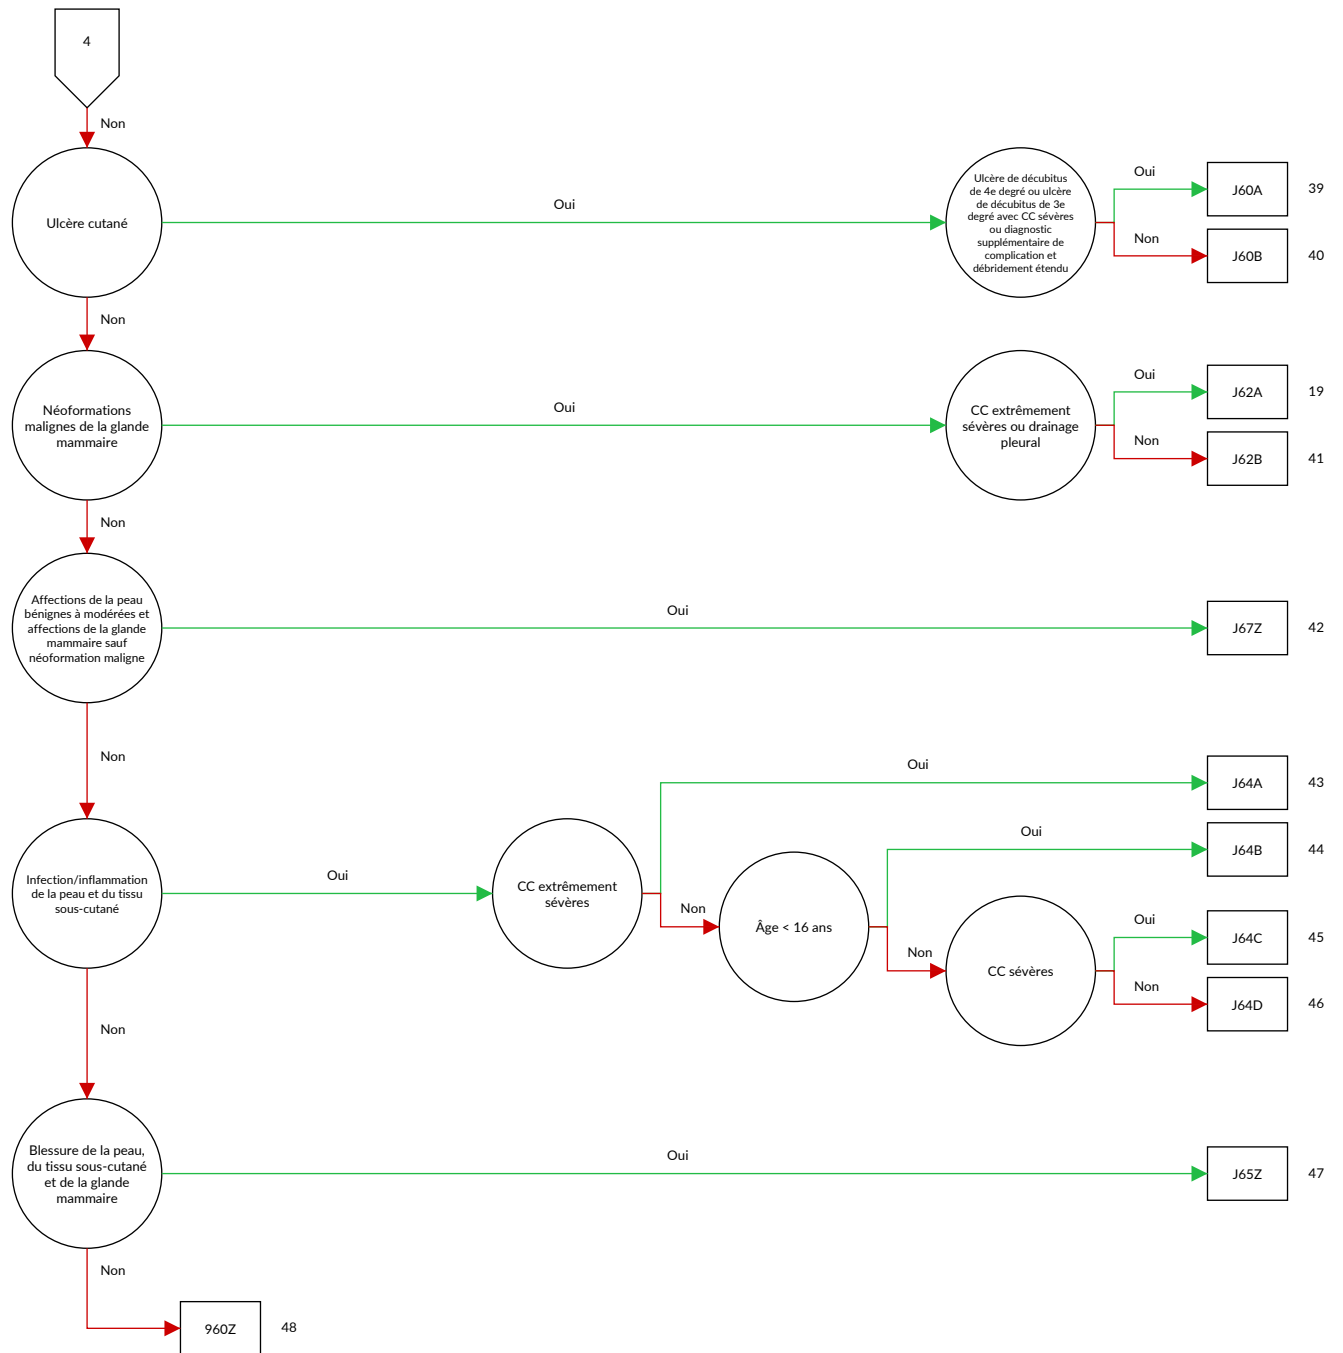 4
Non
Ulcère cutané
Oui
Ulcère de décubitus
de 4e degré ou ulcère
de décubitus de 3e
degré avec CC sévères
ou diagnostic
supplémentaire de
complication et
débridement étendu
Oui
J60A
39
Non
J60B
40
Non
Néoformations
malignes de la glande
mammaire
Oui
CC extrêmement
sévères ou drainage
pleural
Oui
J62A
19
Non
J62B
41
Non
Affections de la peau
bénignes à modérées et
affections de la glande
mammaire sauf
néoformation maligne
Oui
J67Z
42
Non
Infection/inflammation
de la peau et du tissu
sous-cutané
Oui
CC extrêmement
sévères
Oui
J64A
43
Non
Âge < 16 ans
Oui
J64B
44
Non
CC sévères
Oui
J64C
45
Non
J64D
46
Non
Blessure de la peau,
du tissu sous-cutané
et de la glande
mammaire
Oui
J65Z
47
Non
960Z
48